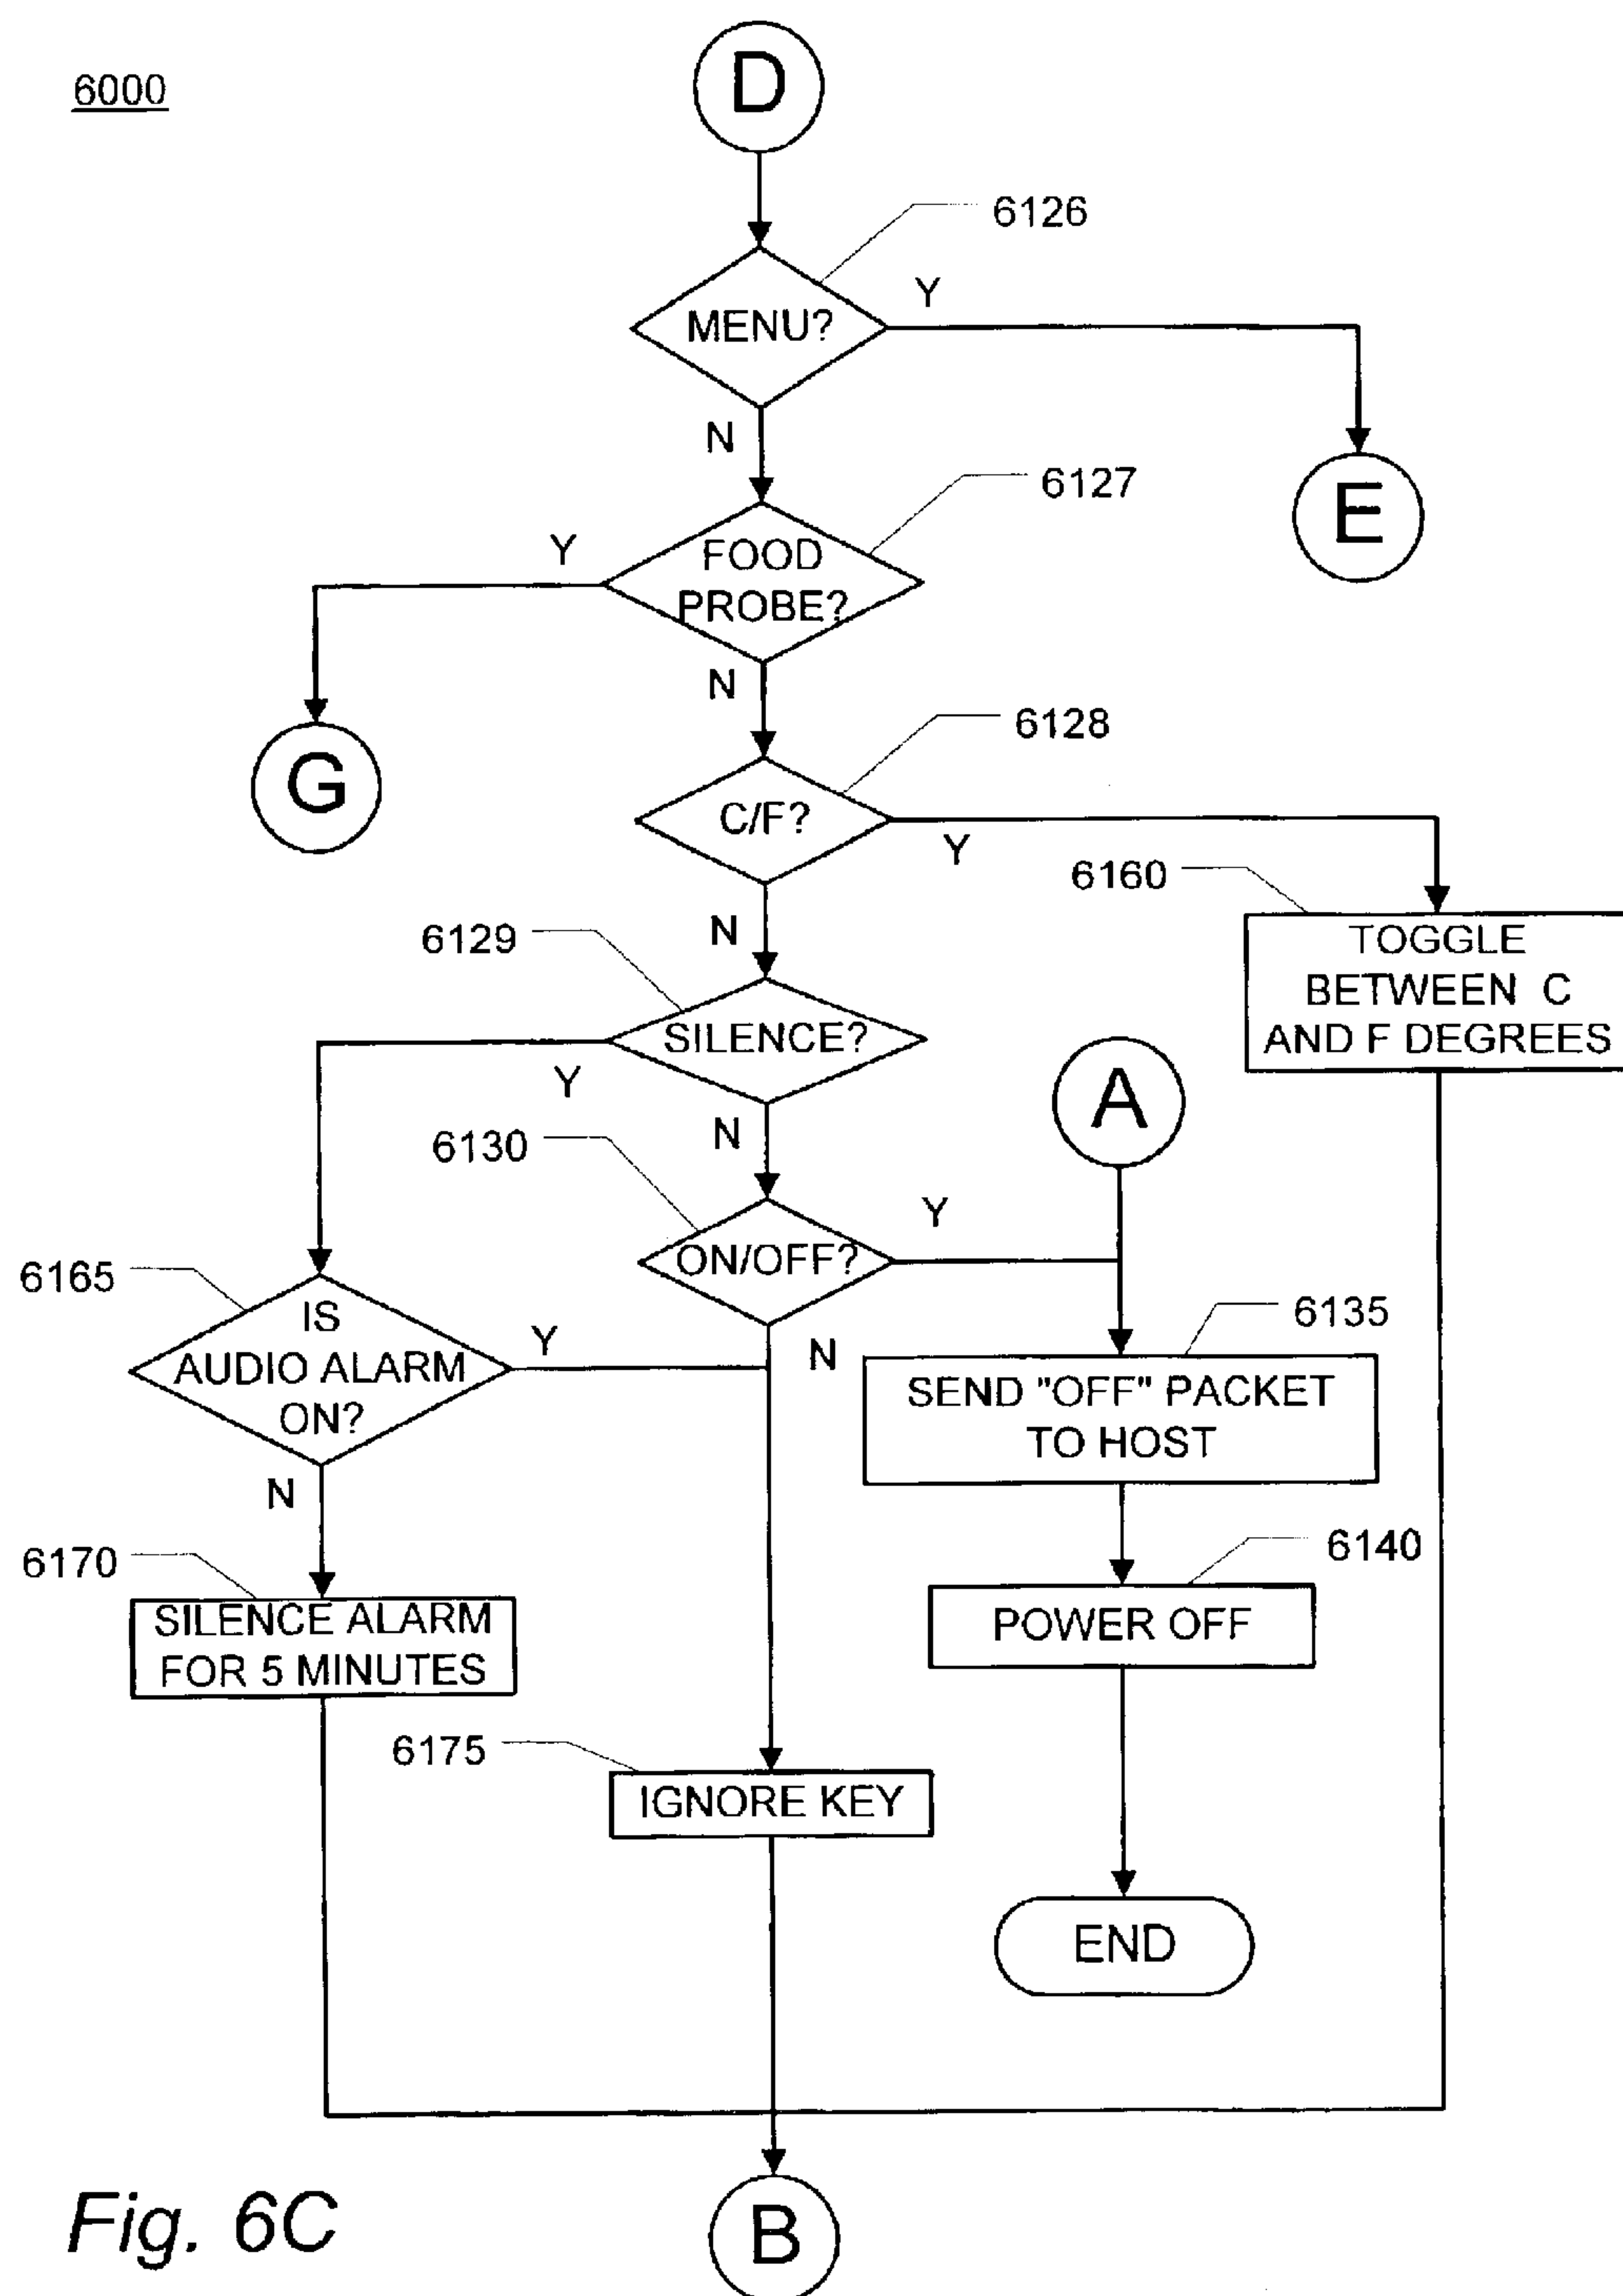 6000
D
6126
MENU?
Y
N
E
6127
FOOD
PROBE?
Y
N
G
6128
C/F?
Y
N
6160
TOGGLE
BETWEEN C
AND F DEGREES
6129
SILENCE?
Y
N
A
6130
ON/OFF?
Y
N
6165
IS
AUDIO ALARM
ON?
Y
N
6135
SEND "OFF" PACKET
TO HOST
6170
SILENCE ALARM
FOR 5 MINUTES
6140
POWER OFF
6175
IGNORE KEY
END
B
Fig. 6C